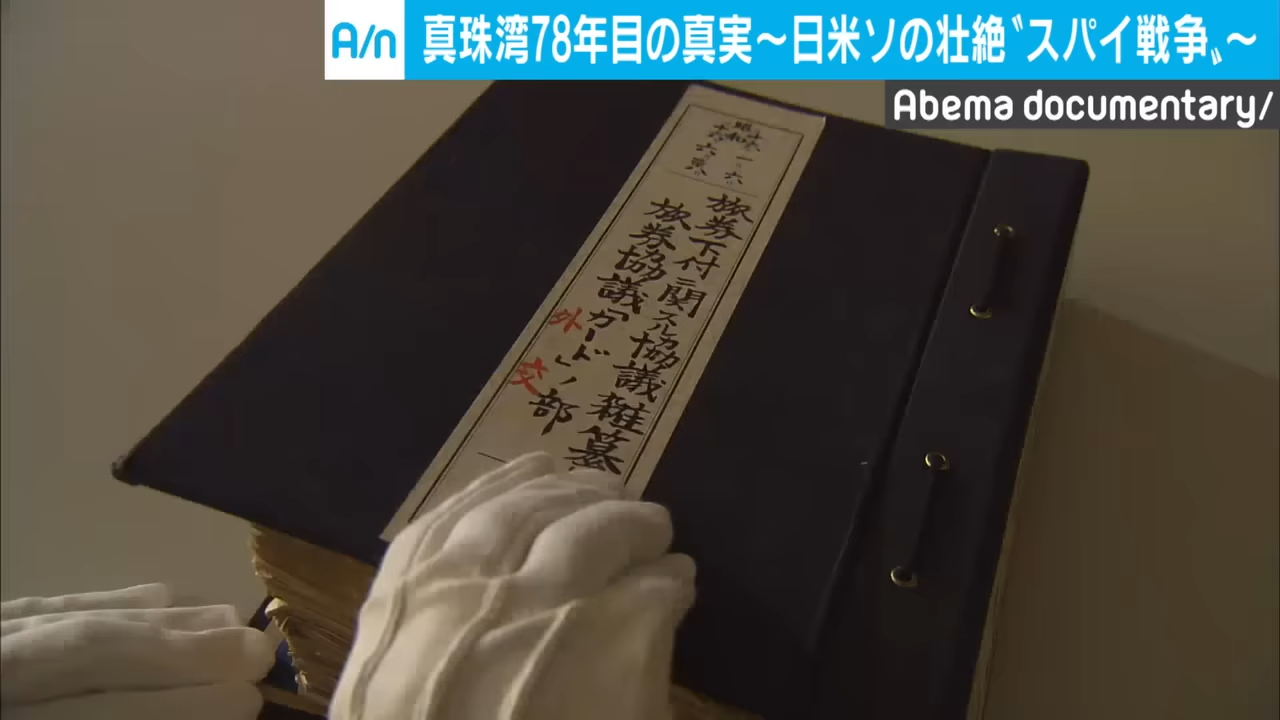 A/n
真珠湾78年目の真実～日米ソの壮絶〝スパイ戦争〟～
Abema documentary/
旅券下付ニ関スル協議雑纂
旅券協議「カード」ノ部
外交